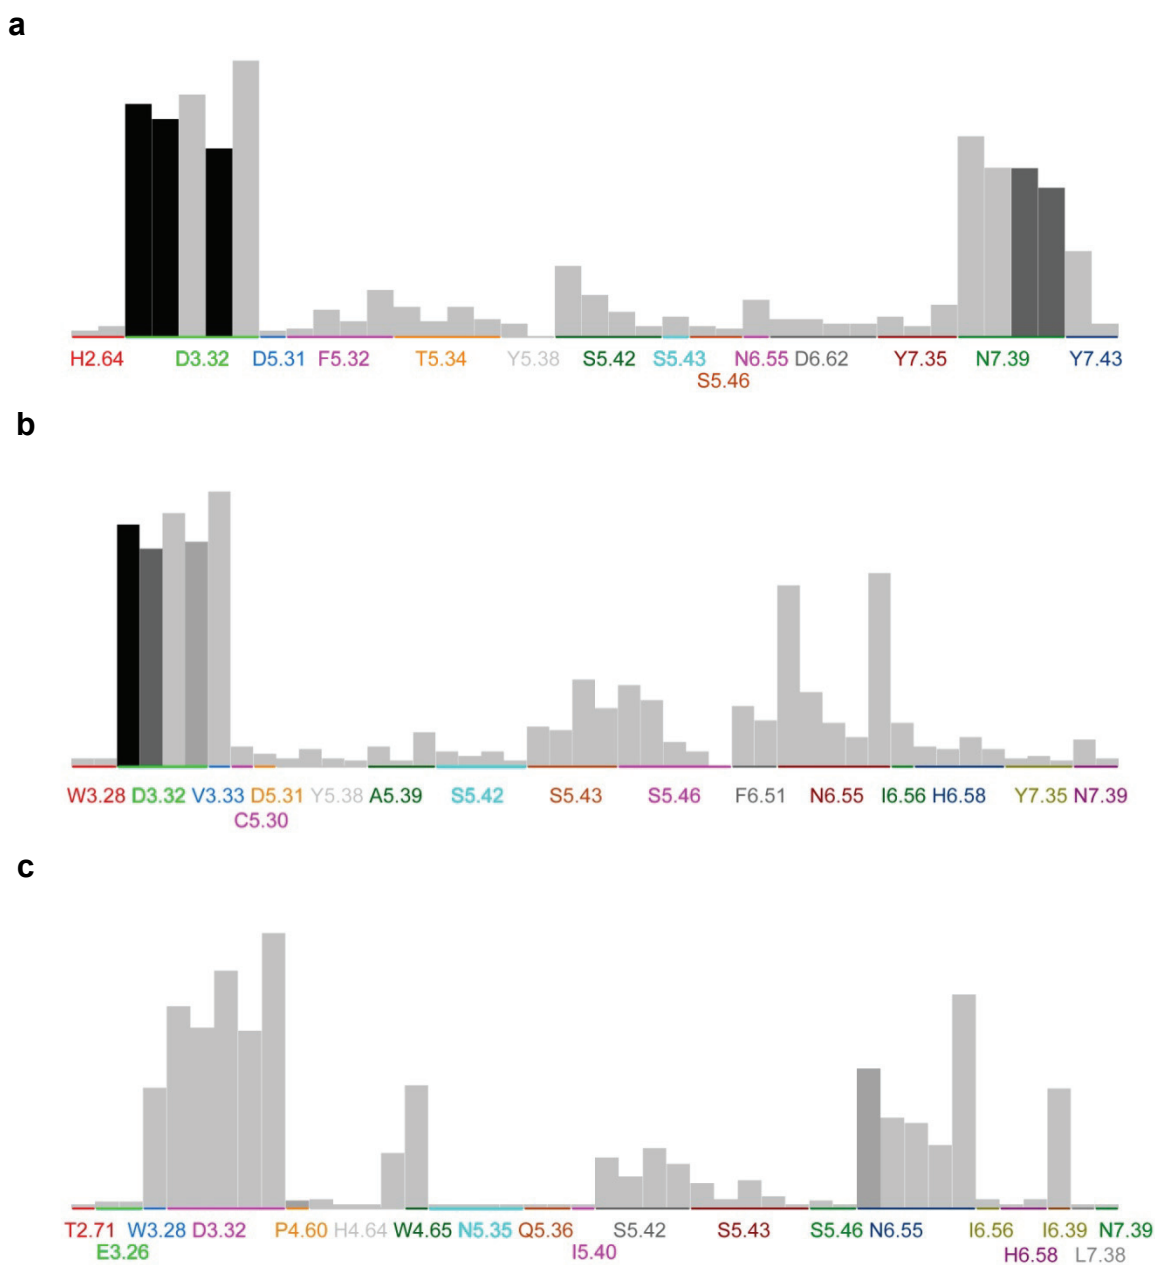 a
H2.64 D3.32 D5.31 F5.32 T5.34 Y5.38 S5.42 S5.43 N6.55 D6.62 Y7.35 N7.39 Y7.43
S5.46
b
W3.28 D3.32 V3.33 D5.31 Y5.38 A5.39 S5.42 S5.43 S5.46 F6.51 N6.55 I6.56 H6.58 Y7.35 N7.39
C5.30
c
T2.71 W3.28 D3.32 P4.60 H4.64 W4.65 N5.35 Q5.36 S5.42 S5.43 S5.46 N6.55 I6.56 I6.39 N7.39
E3.26 I5.40 H6.58 L7.38